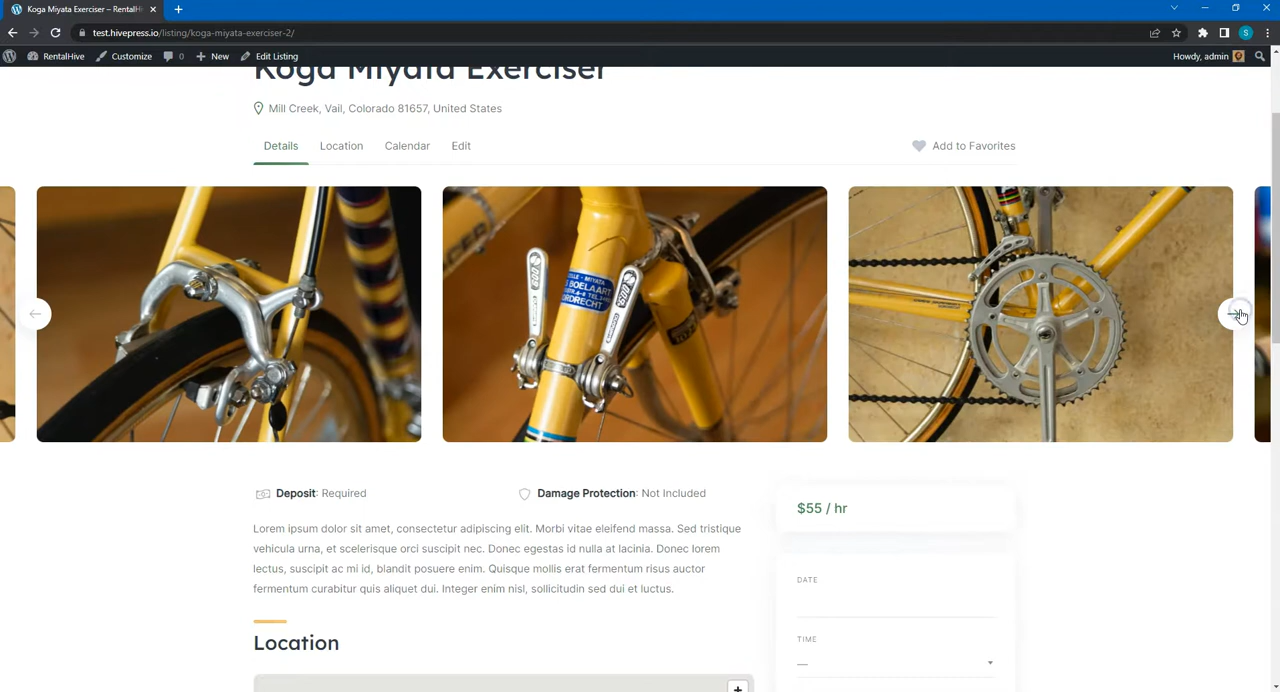 Koga Miyata Exerciser – RentalHi
test.hivepress.io/listing/koga-miyata-exerciser-2/
RentalHive Customize 0 New Edit Listing Howdy, admin
Koga Miyata Exerciser
Mill Creek, Vail, Colorado 81657, United States
Details Location Calendar Edit Add to Favorites
BOELAART
Deposit: Required Damage Protection: Not Included
$55 / hr
Lorem ipsum dolor sit amet, consectetur adipiscing elit. Morbi vitae eleifend massa. Sed tristique
vehicula urna, et scelerisque orci suscipit nec. Donec egestas id nulla at lacinia. Donec lorem
lectus, suscipit ac mi id, blandit posuere enim. Quisque mollis erat fermentum risus auctor
fermentum curabitur quis aliquet dui. Integer enim nisl, sollicitudin sed dui et luctus.
DATE
TIME
—
Location
+